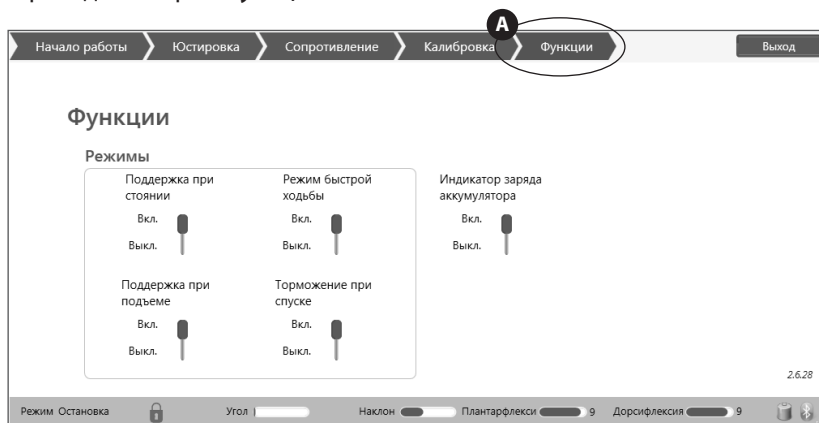 A
Начало работы Юстировка Сопротивление Калибровка Функции Выход
Функции
Режимы
Поддержка при стоянии Режим быстрой ходьбы Индикатор заряда аккумулятора
Вкл. Вкл. Вкл.
Выкл. Выкл. Выкл.
Поддержка при подъеме Торможение при спуске
Вкл. Вкл.
Выкл. Выкл.
2.6.28
Режим Остановка Угол Наклон Плантарфлекси 9 Дорсифлексия 9